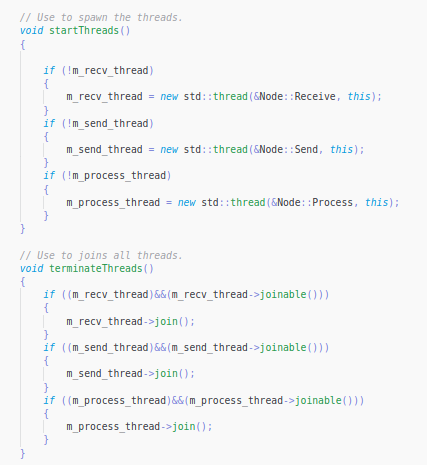 // Use to spawn the threads.
void startThreads()
{
if (!m_recv_thread)
{
m_recv_thread = new std::thread(&Node::Receive, this);
}
if (!m_send_thread)
{
m_send_thread = new std::thread(&Node::Send, this);
}
if (!m_process_thread)
{
m_process_thread = new std::thread(&Node::Process, this);
}
}
// Use to joins all threads.
void terminateThreads()
{
if ((m_recv_thread)&&(m_recv_thread->joinable()))
{
m_recv_thread->join();
}
if ((m_send_thread)&&(m_send_thread->joinable()))
{
m_send_thread->join();
}
if ((m_process_thread)&&(m_process_thread->joinable()))
{
m_process_thread->join();
}
}